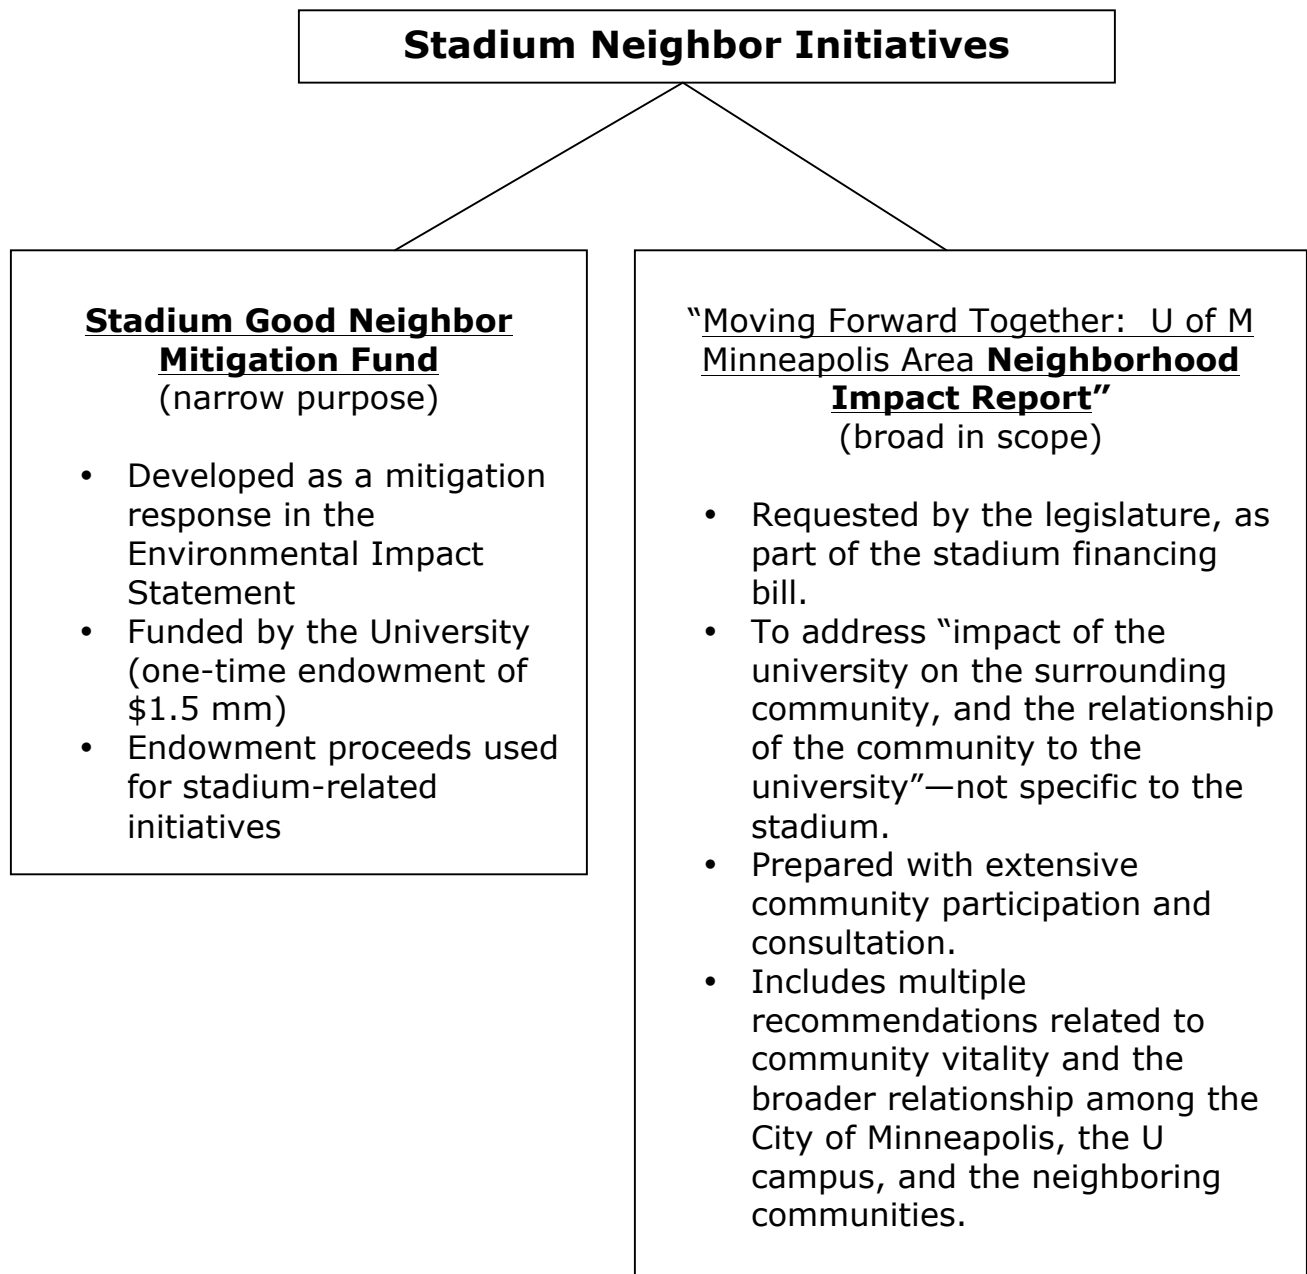 Stadium Neighbor Initiatives
Stadium Good Neighbor
Mitigation Fund
(narrow purpose)
• Developed as a mitigation
response in the
Environmental Impact
Statement
• Funded by the University
(one-time endowment of
$1.5 mm)
• Endowment proceeds used
for stadium-related
initiatives
“Moving Forward Together:  U of M
Minneapolis Area Neighborhood
Impact Report”
(broad in scope)
• Requested by the legislature, as
part of the stadium financing
bill.
• To address “impact of the
university on the surrounding
community, and the relationship
of the community to the
university”—not specific to the
stadium.
• Prepared with extensive
community participation and
consultation.
• Includes multiple
recommendations related to
community vitality and the
broader relationship among the
City of Minneapolis, the U
campus, and the neighboring
communities.